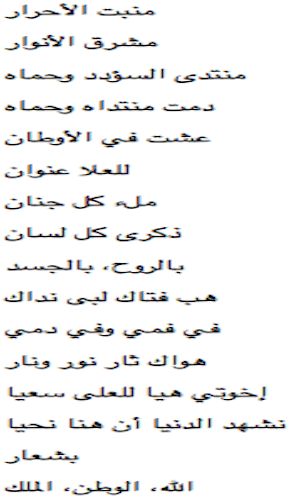 منبت الأحرار
مشرق الأنوار
منتدى السؤدد وحماه
دمت منتداه وحماه
عشت في الأوطان
للعلا عنوان
ملء كل جنان
ذكرى كل لسان
بالروح، بالجسد
هب فتاك لبى نداك
في فمي وفي دمي
هواك ثار نور ونار
إخوتي هيا للعلى سعيا
نشهد الدنيا أن هنا نحيا
بشعار
الله، الوطن، الملك